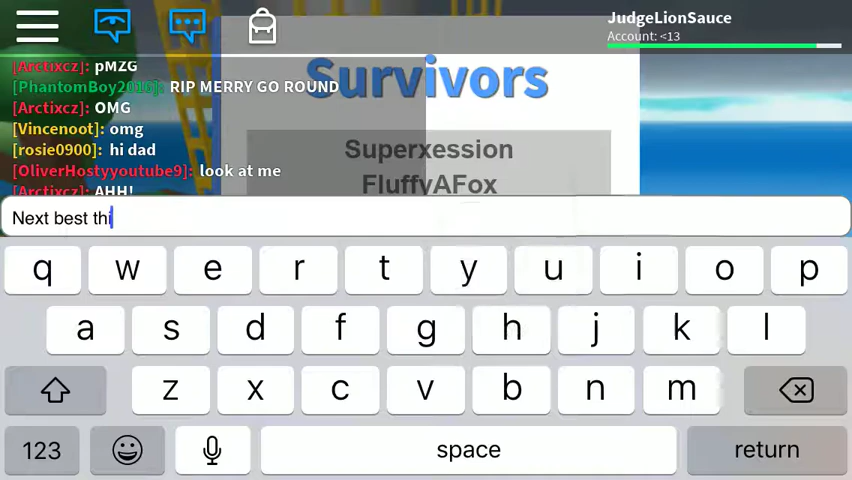 JudgeLionSauce
Account: <13
[Arctixcz]: pMZG
[PhantomBoy2016]: RIP MERRY GO ROUND
[Arctixcz]: OMG
[Vincenoot]: omg
[rosie0900]: hi dad
[OliverHostyyoutube9]: look at me
[Arctixcz]: AHH!
Survivors
Superxession
FluffyAFox
Next best thi
q w e r t y u i o p
a s d f g h j k l
z x c v b n m
123 space return